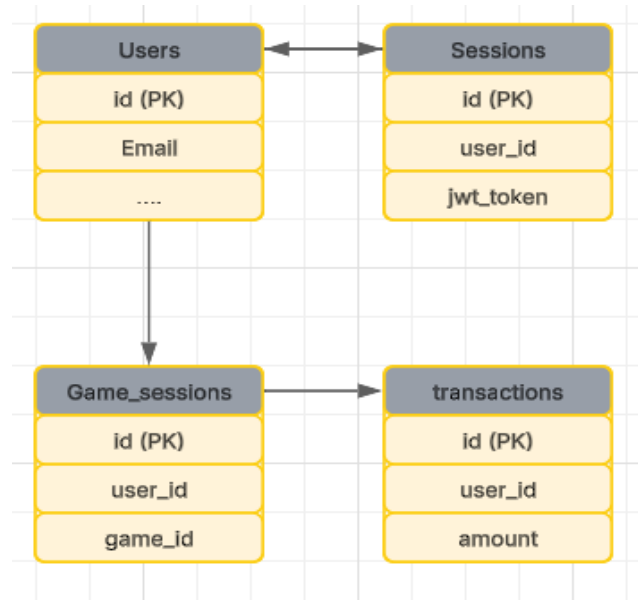 Users
id (PK)
Email
....
Sessions
id (PK)
user_id
jwt_token
Game_sessions
id (PK)
user_id
game_id
transactions
id (PK)
user_id
amount